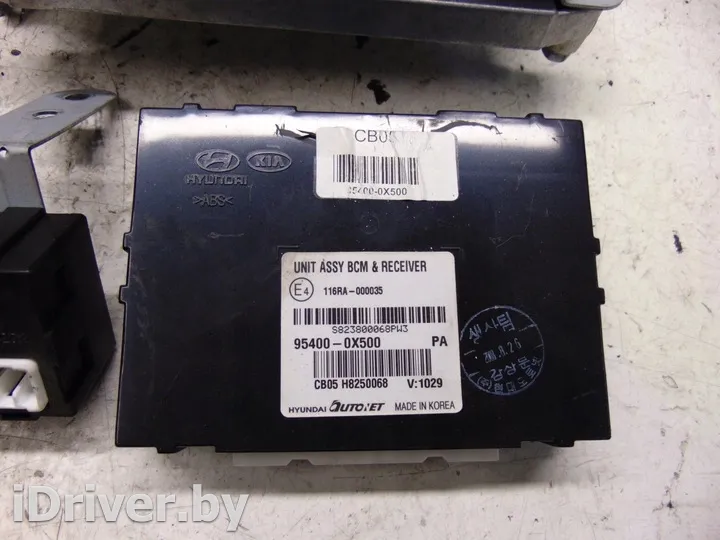 CB05
95400-0X500
HYUNDAI
KIA
>ABS<
UNIT ASSY BCM & RECEIVER
E4
116RA-000035
S823800068PW3
95400-0X500 PA
CB05 H8250068 V:1029
HYUNDAI AUTONET MADE IN KOREA
iDriver.by